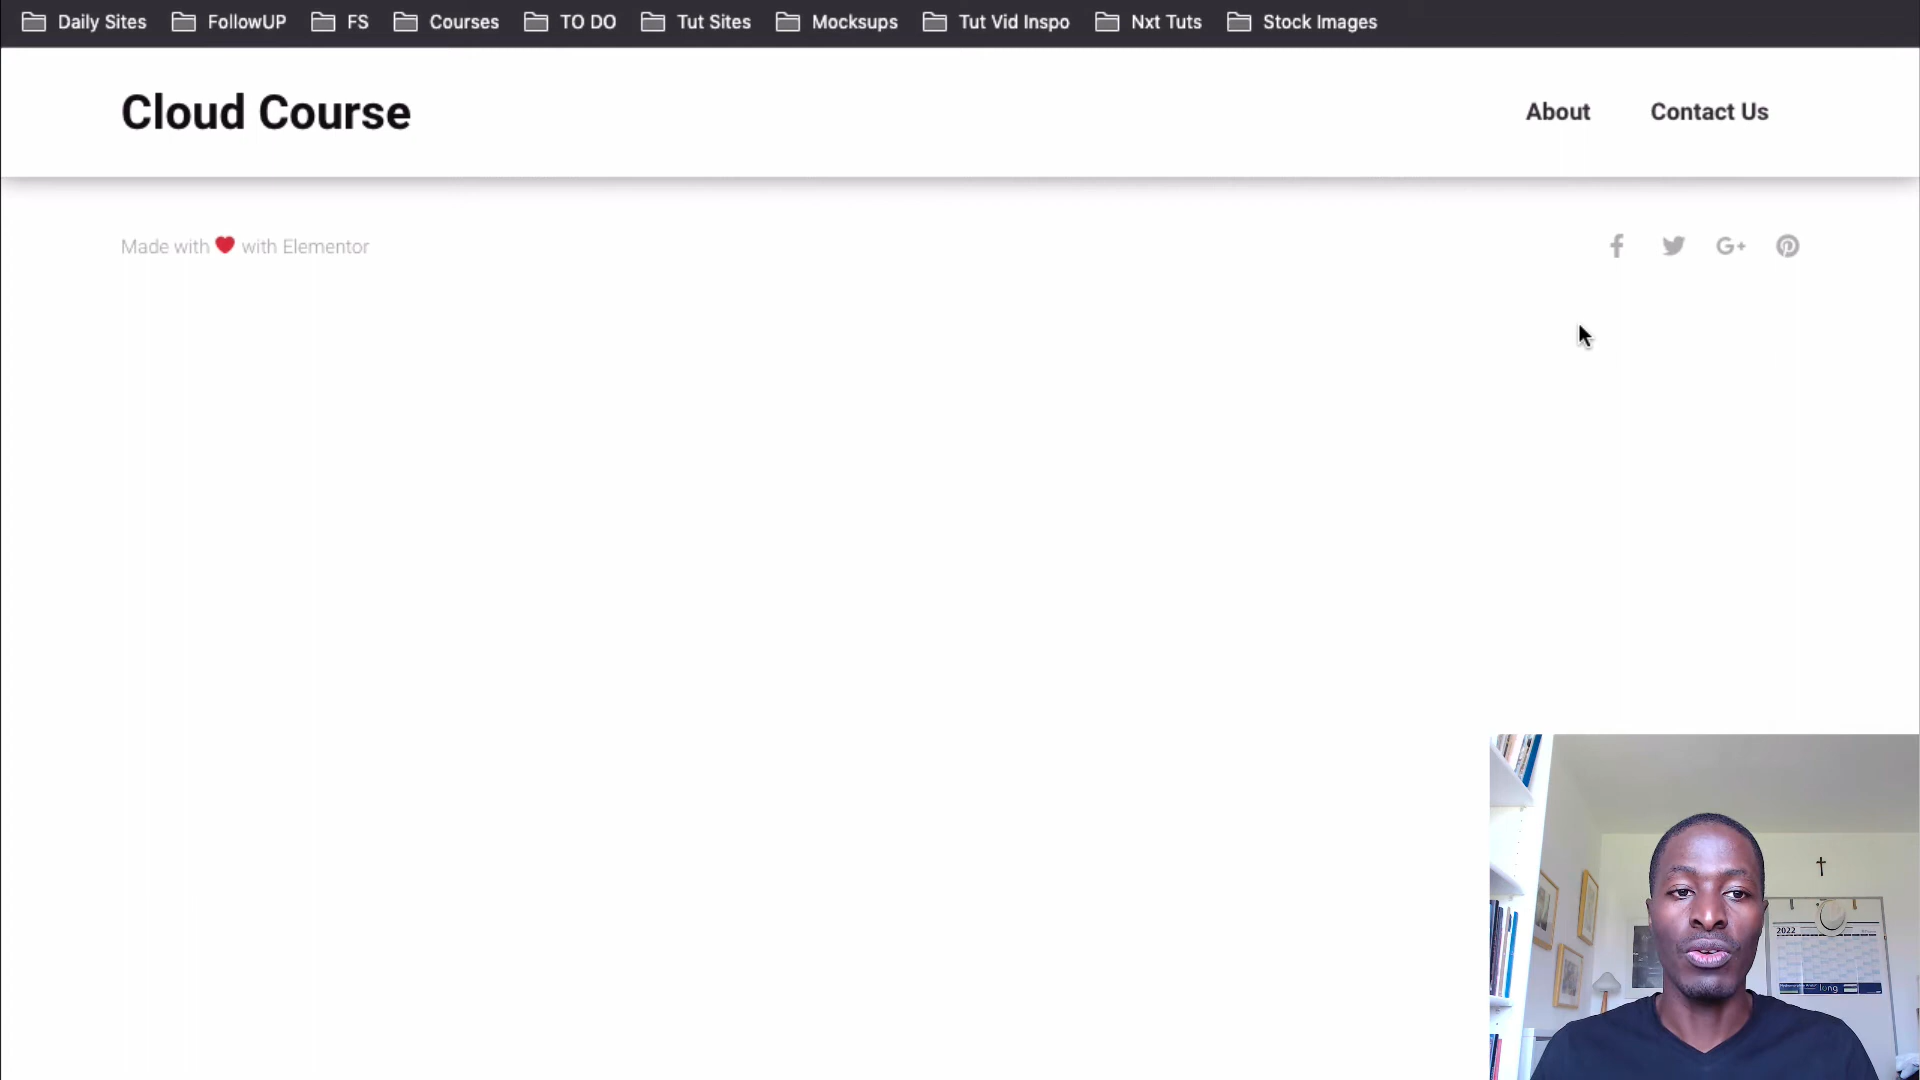 Daily Sites FollowUP FS Courses TO DO Tut Sites Mocksups Tut Vid Inspo Nxt Tuts Stock Images
Cloud Course
About Contact Us
Made with ❤ with Elementor
G+
2022
long